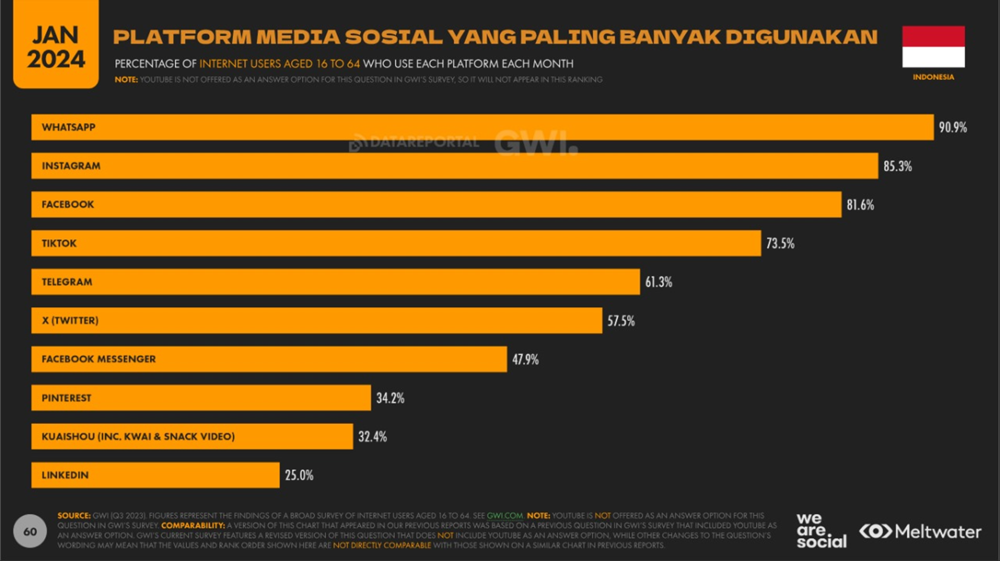 JAN
2024
PLATFORM MEDIA SOSIAL YANG PALING BANYAK DIGUNAKAN
PERCENTAGE OF INTERNET USERS AGED 16 TO 64 WHO USE EACH PLATFORM EACH MONTH
NOTE: YOUTUBE IS NOT OFFERED AS AN ANSWER OPTION FOR THIS QUESTION IN GWI'S SURVEY, SO IT WILL NOT APPEAR IN THIS RANKING
INDONESIA
WHATSAPP 90.9%
DATAREPORTAL GWI.
INSTAGRAM 85.3%
FACEBOOK 81.6%
TIKTOK 73.5%
TELEGRAM 61.3%
X (TWITTER) 57.5%
FACEBOOK MESSENGER 47.9%
PINTEREST 34.2%
KUAISHOU (INC. KWAI & SNACK VIDEO) 32.4%
LINKEDIN 25.0%
60
SOURCE: GWI (Q3 2023). FIGURES REPRESENT THE FINDINGS OF A BROAD SURVEY OF INTERNET USERS AGED 16 TO 64. SEE GWI.COM. NOTE: YOUTUBE IS NOT OFFERED AS AN ANSWER OPTION FOR THIS
QUESTION IN GWI'S SURVEY. COMPARABILITY: A VERSION OF THIS CHART THAT APPEARED IN OUR PREVIOUS REPORTS WAS BASED ON A PREVIOUS QUESTION IN GWI'S SURVEY THAT INCLUDED YOUTUBE AS
AN ANSWER OPTION. GWI'S CURRENT SURVEY FEATURES A REVISED VERSION OF THIS QUESTION THAT DOES NOT INCLUDE YOUTUBE AS AN ANSWER OPTION, WHILE OTHER CHANGES TO THE QUESTION'S
WORDING MAY MEAN THAT THE VALUES AND RANK ORDER SHOWN HERE ARE NOT DIRECTLY COMPARABLE WITH THOSE SHOWN ON A SIMILAR CHART IN PREVIOUS REPORTS.
we
are
social
Meltwater